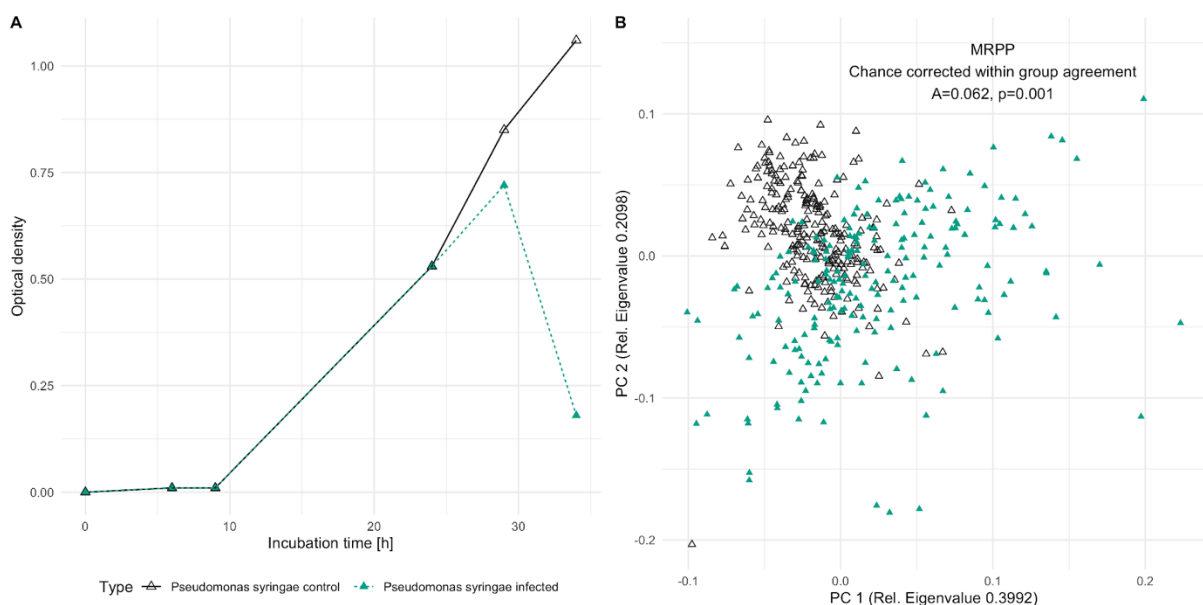 A
1.00
0.75
0.50
0.25
0.00
Optical density
0
10
20
30
Incubation time [h]
Type
Pseudomonas syringae control
Pseudomonas syringae infected
B
MRPP
Chance corrected within group agreement
A=0.062, p=0.001
0.1
0.0
-0.1
-0.2
PC 2 (Rel. Eigenvalue 0.2098)
-0.1
0.0
0.1
0.2
PC 1 (Rel. Eigenvalue 0.3992)